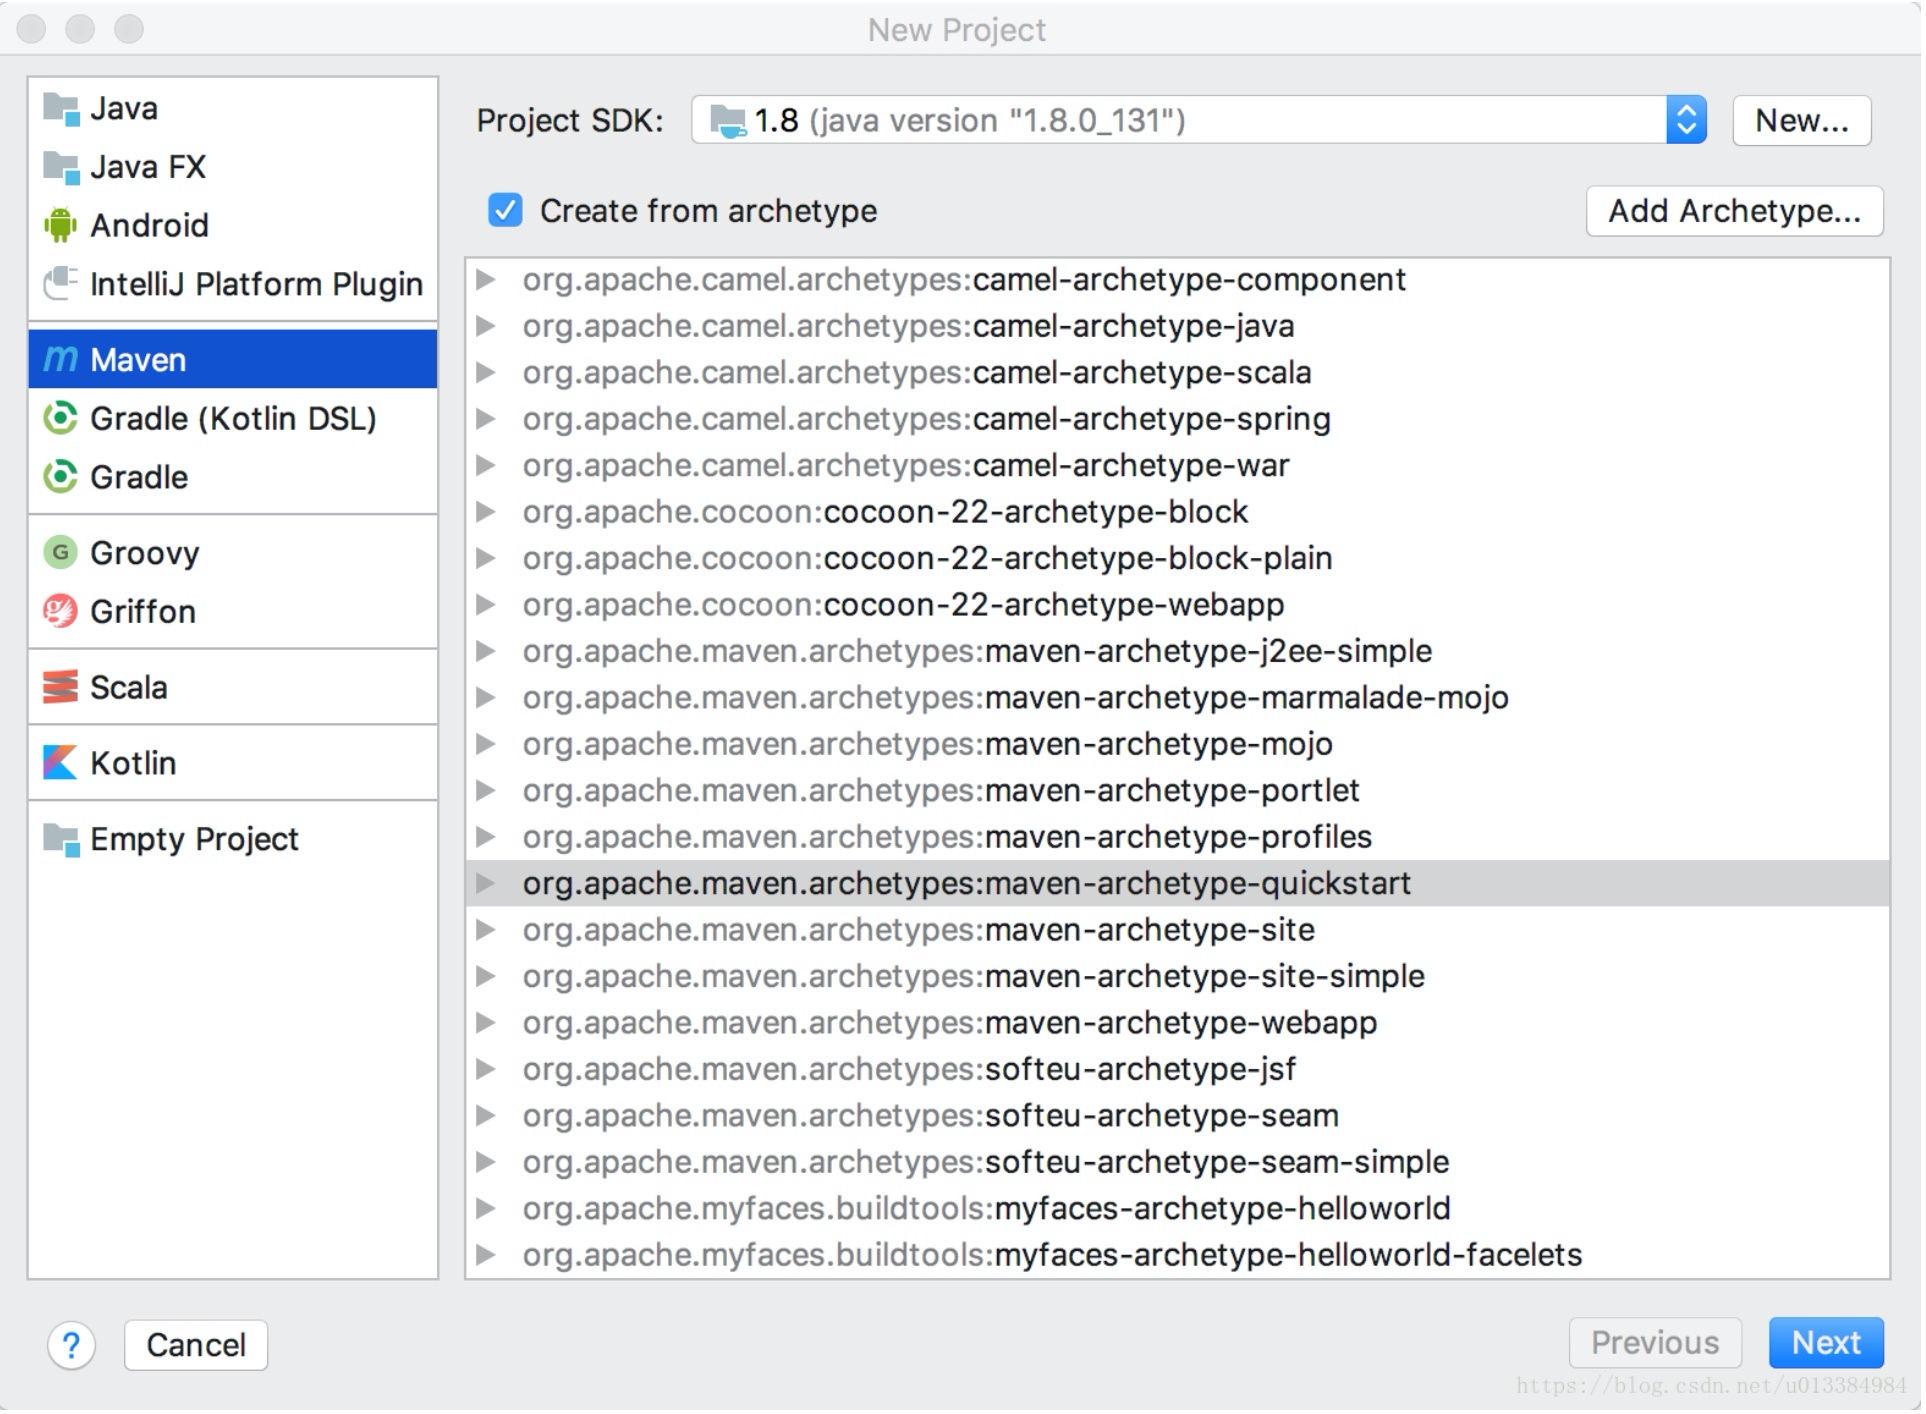 New Project
Java
Java FX
Android
IntelliJ Platform Plugin
Maven
Gradle (Kotlin DSL)
Gradle
Groovy
Griffon
Scala
Kotlin
Empty Project
Project SDK: 1.8 (java version "1.8.0_131") New...
Create from archetype Add Archetype...
org.apache.camel.archetypes:camel-archetype-component
org.apache.camel.archetypes:camel-archetype-java
org.apache.camel.archetypes:camel-archetype-scala
org.apache.camel.archetypes:camel-archetype-spring
org.apache.camel.archetypes:camel-archetype-war
org.apache.cocoon:cocoon-22-archetype-block
org.apache.cocoon:cocoon-22-archetype-block-plain
org.apache.cocoon:cocoon-22-archetype-webapp
org.apache.maven.archetypes:maven-archetype-j2ee-simple
org.apache.maven.archetypes:maven-archetype-marmalade-mojo
org.apache.maven.archetypes:maven-archetype-mojo
org.apache.maven.archetypes:maven-archetype-portlet
org.apache.maven.archetypes:maven-archetype-profiles
org.apache.maven.archetypes:maven-archetype-quickstart
org.apache.maven.archetypes:maven-archetype-site
org.apache.maven.archetypes:maven-archetype-site-simple
org.apache.maven.archetypes:maven-archetype-webapp
org.apache.maven.archetypes:softeu-archetype-jsf
org.apache.maven.archetypes:softeu-archetype-seam
org.apache.maven.archetypes:softeu-archetype-seam-simple
org.apache.myfaces.buildtools:myfaces-archetype-helloworld
org.apache.myfaces.buildtools:myfaces-archetype-helloworld-facelets
? Cancel Previous Next
https://blog.csdn.net/u013384984